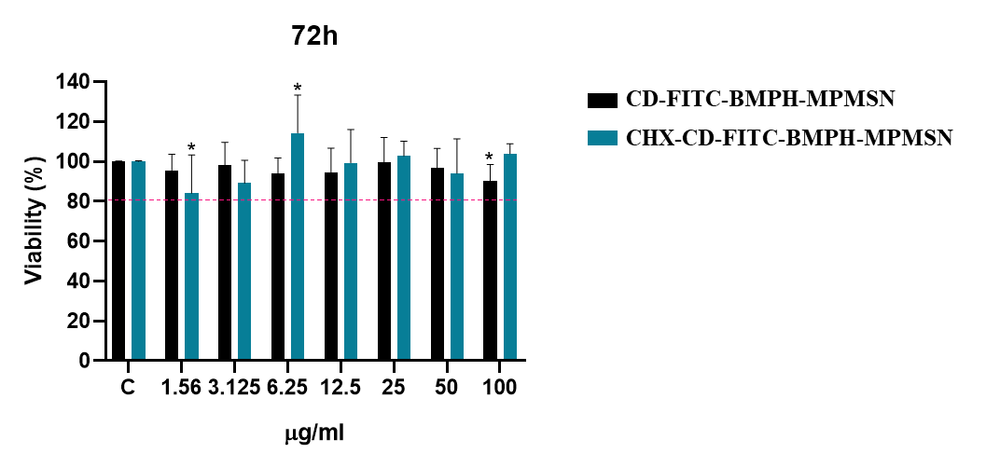 72h
140
120
100
80
60
40
20
0
Viability (%)
*
*
*
C 1.56 3.125 6.25 12.5 25 50 100
μg/ml
CD-FITC-BMPH-MPMSN
CHX-CD-FITC-BMPH-MPMSN